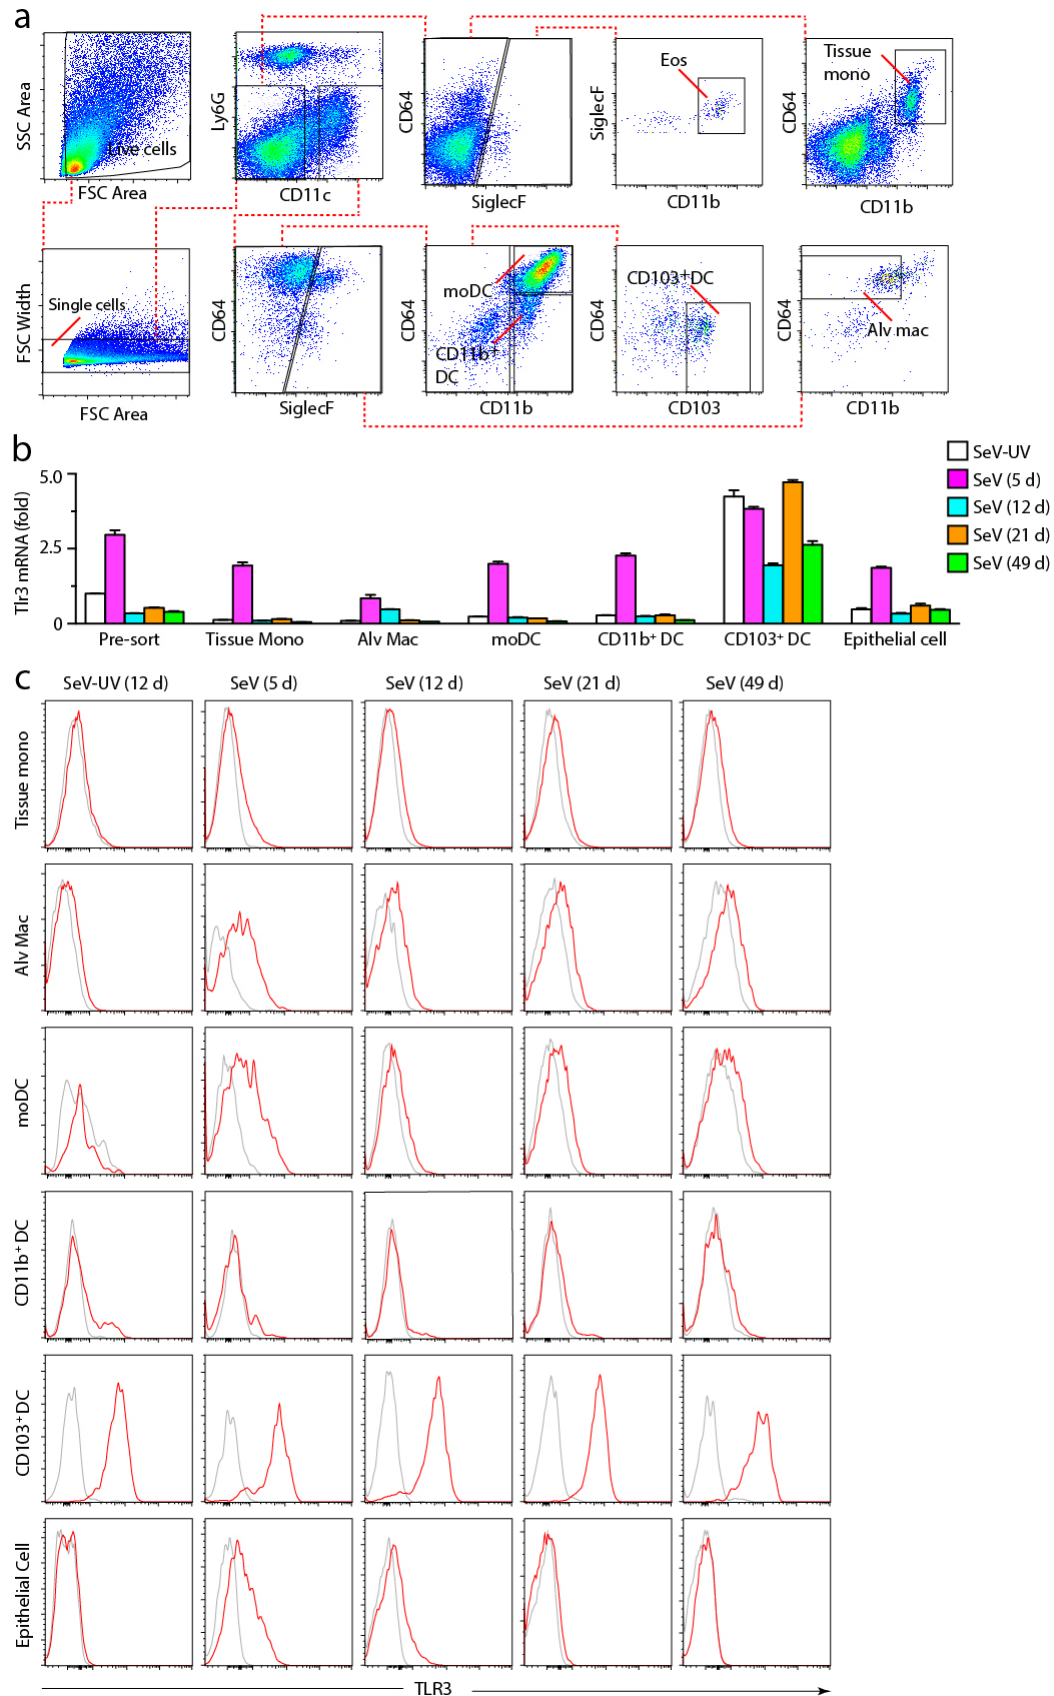 a
SSC Area
Live cells
FSC Area
Ly6G
CD11c
CD64
SiglecF
SiglecF
Eos
CD11b
CD64
Tissue
mono
CD11b
FSC Width
Single cells
FSC Area
CD64
SiglecF
CD64
moDC
CD11b+
DC
CD11b
CD64
CD103+DC
CD103
CD64
Alv mac
CD11b
b
Tlr3 mRNA (fold)
5.0
2.5
0
Pre-sort Tissue Mono Alv Mac moDC CD11b+ DC CD103+ DC Epithelial cell
SeV-UV
SeV (5 d)
SeV (12 d)
SeV (21 d)
SeV (49 d)
c
SeV-UV (12 d) SeV (5 d) SeV (12 d) SeV (21 d) SeV (49 d)
Tissue mono
Alv Mac
moDC
CD11b+ DC
CD103+ DC
Epithelial Cell
TLR3